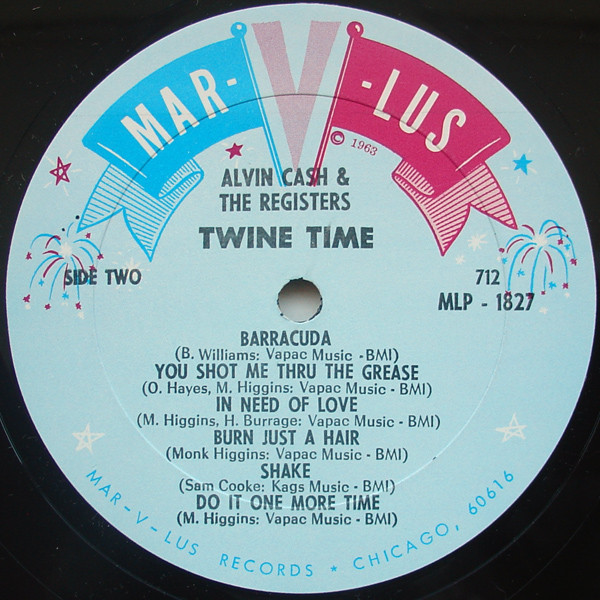 MAR-V-LUS
© 1963
ALVIN CASH &
THE REGISTERS
TWINE TIME
SIDE TWO
712
MLP - 1827
BARRACUDA
(B. Williams: Vapac Music - BMI)
YOU SHOT ME THRU THE GREASE
(O. Hayes, M. Higgins: Vapac Music - BMI)
IN NEED OF LOVE
(M. Higgins, H. Burrage: Vapac Music - BMI)
BURN JUST A HAIR
(Monk Higgins: Vapac Music - BMI)
SHAKE
(Sam Cooke: Kags Music - BMI)
DO IT ONE MORE TIME
(M. Higgins: Vapac Music - BMI)
MAR-V-LUS RECORDS * CHICAGO, 60616